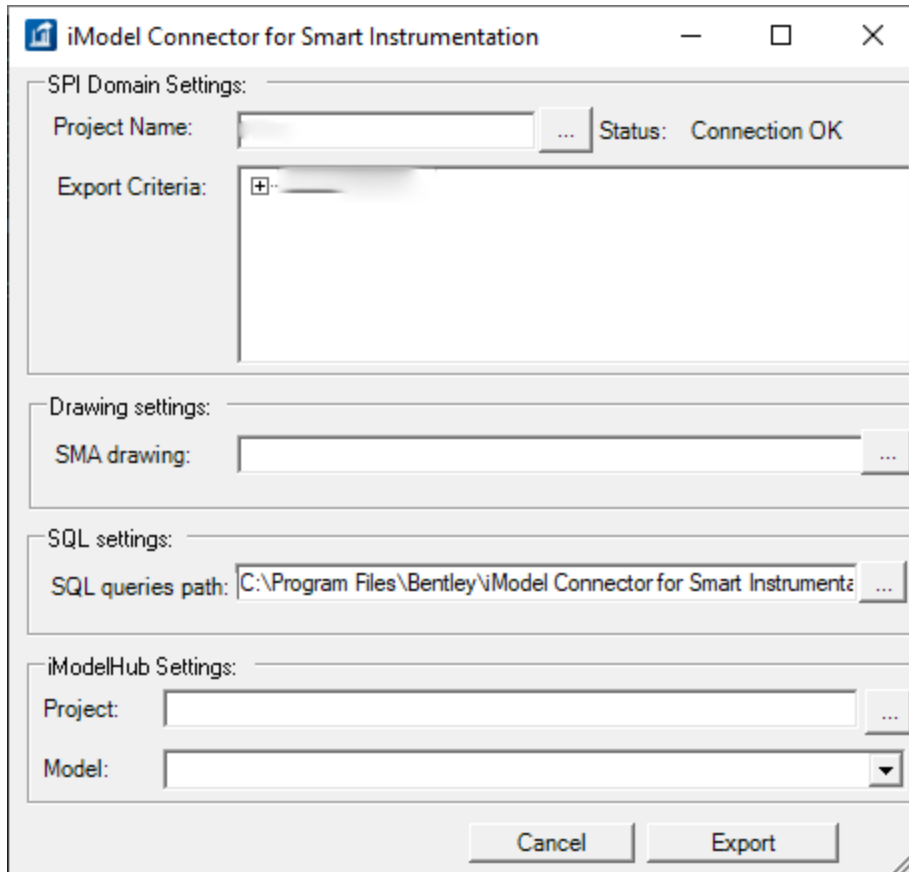 iModel Connector for Smart Instrumentation
SPI Domain Settings:
Project Name: ... Status: Connection OK
Export Criteria:
Drawing settings:
SMA drawing: ...
SQL settings:
SQL queries path: C:\Program Files\Bentley\iModel Connector for Smart Instrumenta ...
iModelHub Settings:
Project: ...
Model:
Cancel Export